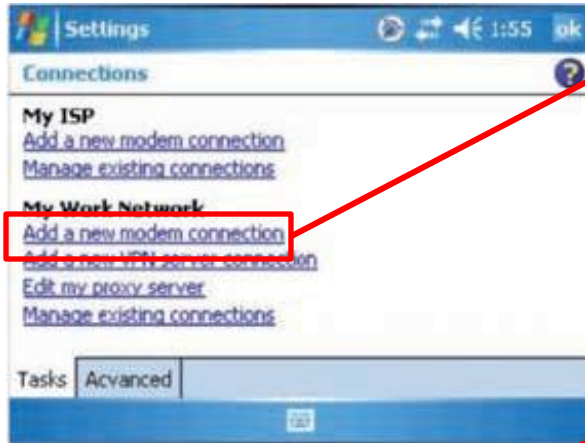 Settings 1:55 ok
Connections
My ISP
Add a new modem connection
Manage existing connections
My Work Network
Add a new modem connection
Add a new VPN server connection
Edit my proxy server
Manage existing connections
Tasks Advanced